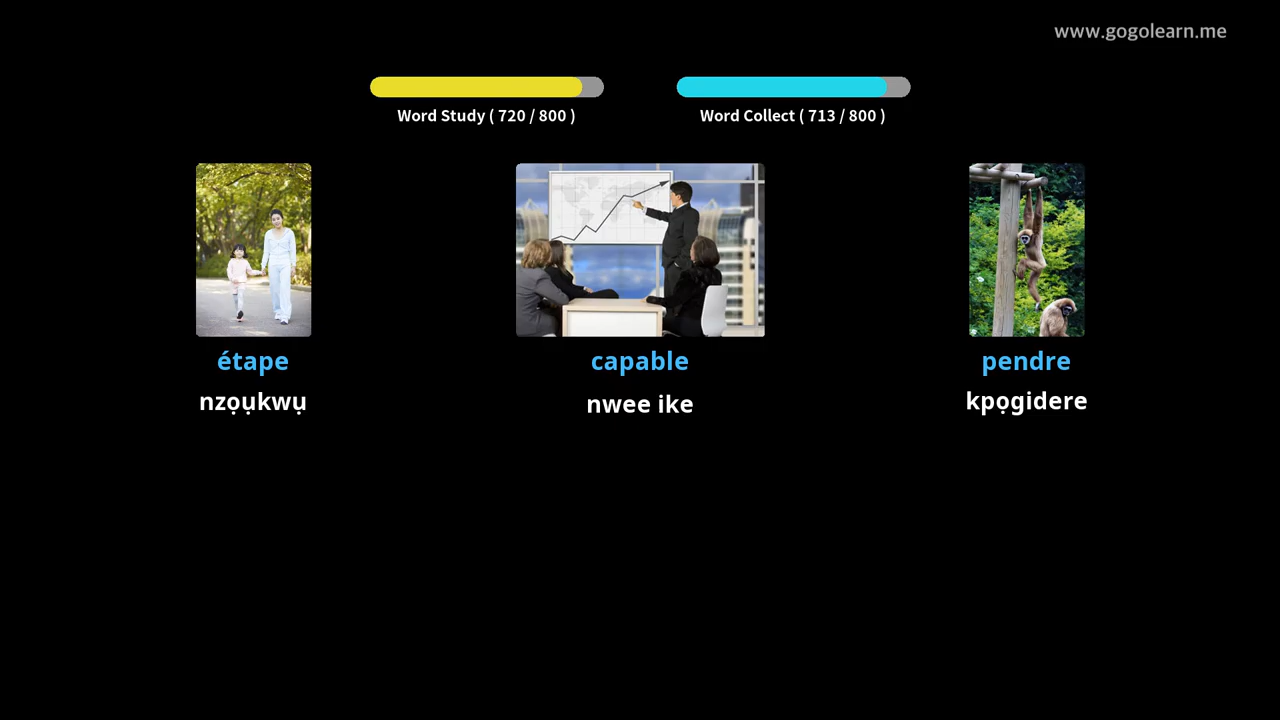 www.gogolearn.me
Word Study ( 720 / 800 )
Word Collect ( 713 / 800 )
étape
capable
pendre
nzọụkwụ
nwee ike
kpọgidere